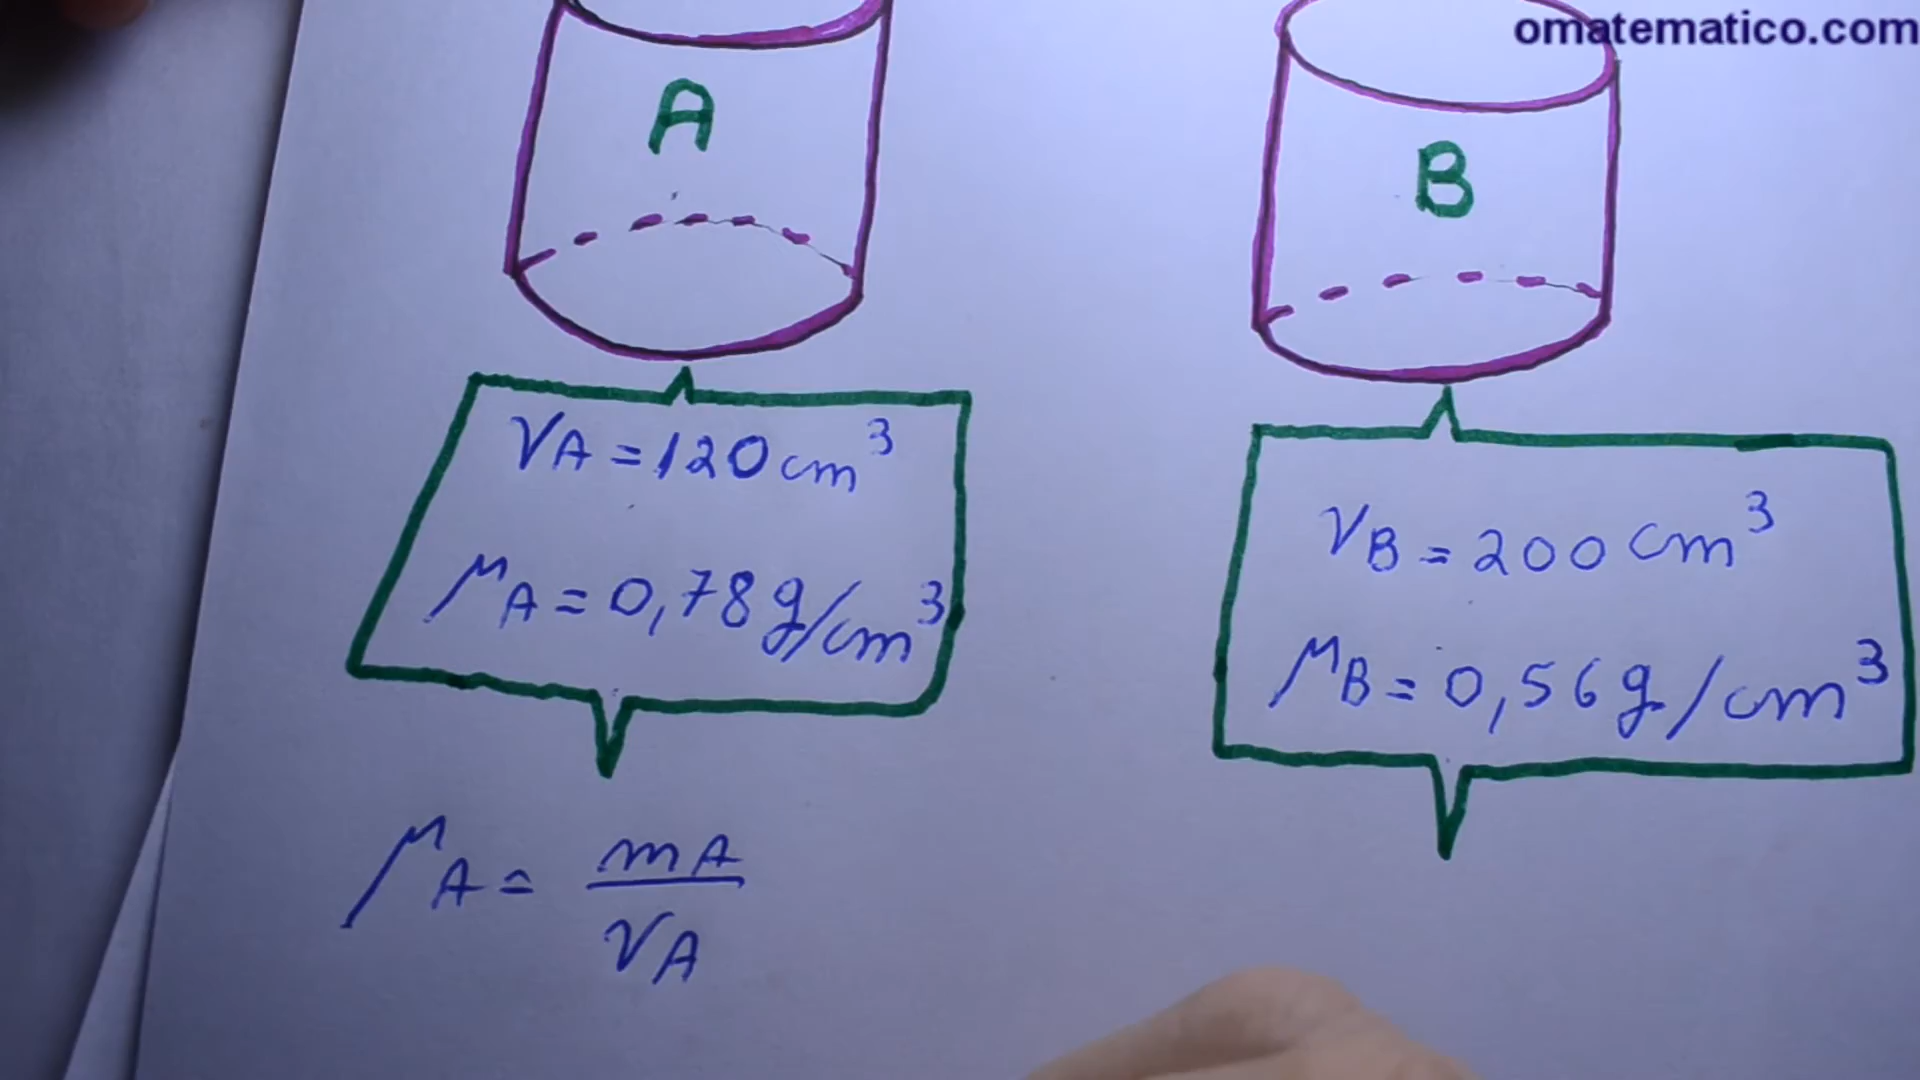 omatematico.com
A
B
VA = 120 cm³
μA = 0,78 g/cm³
VB = 200 cm³
μB = 0,56 g/cm³
μA = mA
VA